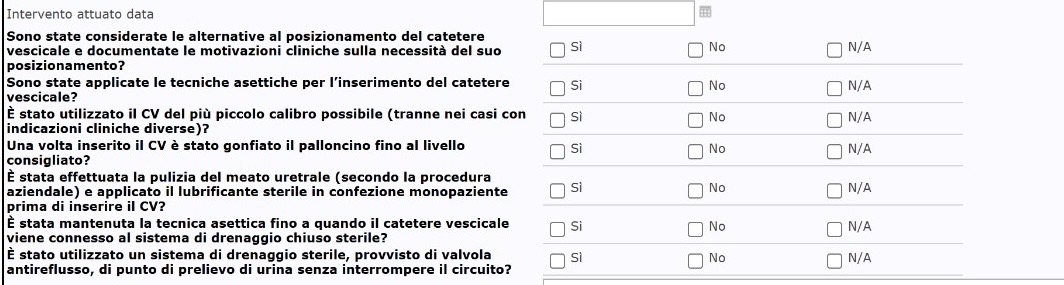 Intervento attuato data
Sono state considerate le alternative al posizionamento del catetere
vescicale e documentate le motivazioni cliniche sulla necessità del suo
posizionamento?
Sì No N/A
Sono state applicate le tecniche asettiche per l'inserimento del catetere
vescicale?
Sì No N/A
È stato utilizzato il CV del più piccolo calibro possibile (tranne nei casi con
indicazioni cliniche diverse)?
Sì No N/A
Una volta inserito il CV è stato gonfiato il palloncino fino al livello
consigliato?
Sì No N/A
È stata effettuata la pulizia del meato uretrale (secondo la procedura
aziendale) e applicato il lubrificante sterile in confezione monopaziente
prima di inserire il CV?
Sì No N/A
È stata mantenuta la tecnica asettica fino a quando il catetere vescicale
viene connesso al sistema di drenaggio chiuso sterile?
Sì No N/A
È stato utilizzato un sistema di drenaggio sterile, provvisto di valvola
antireflusso, di punto di prelievo di urina senza interrompere il circuito?
Sì No N/A